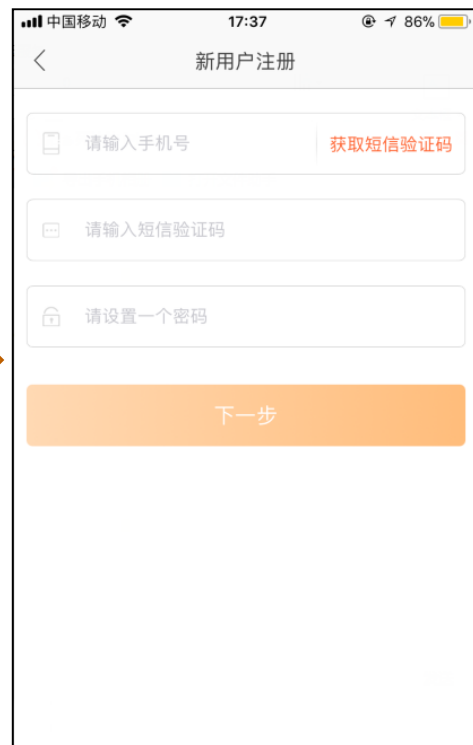 中国移动 17:37 86%
新用户注册
请输入手机号 获取短信验证码
请输入短信验证码
请设置一个密码
下一步